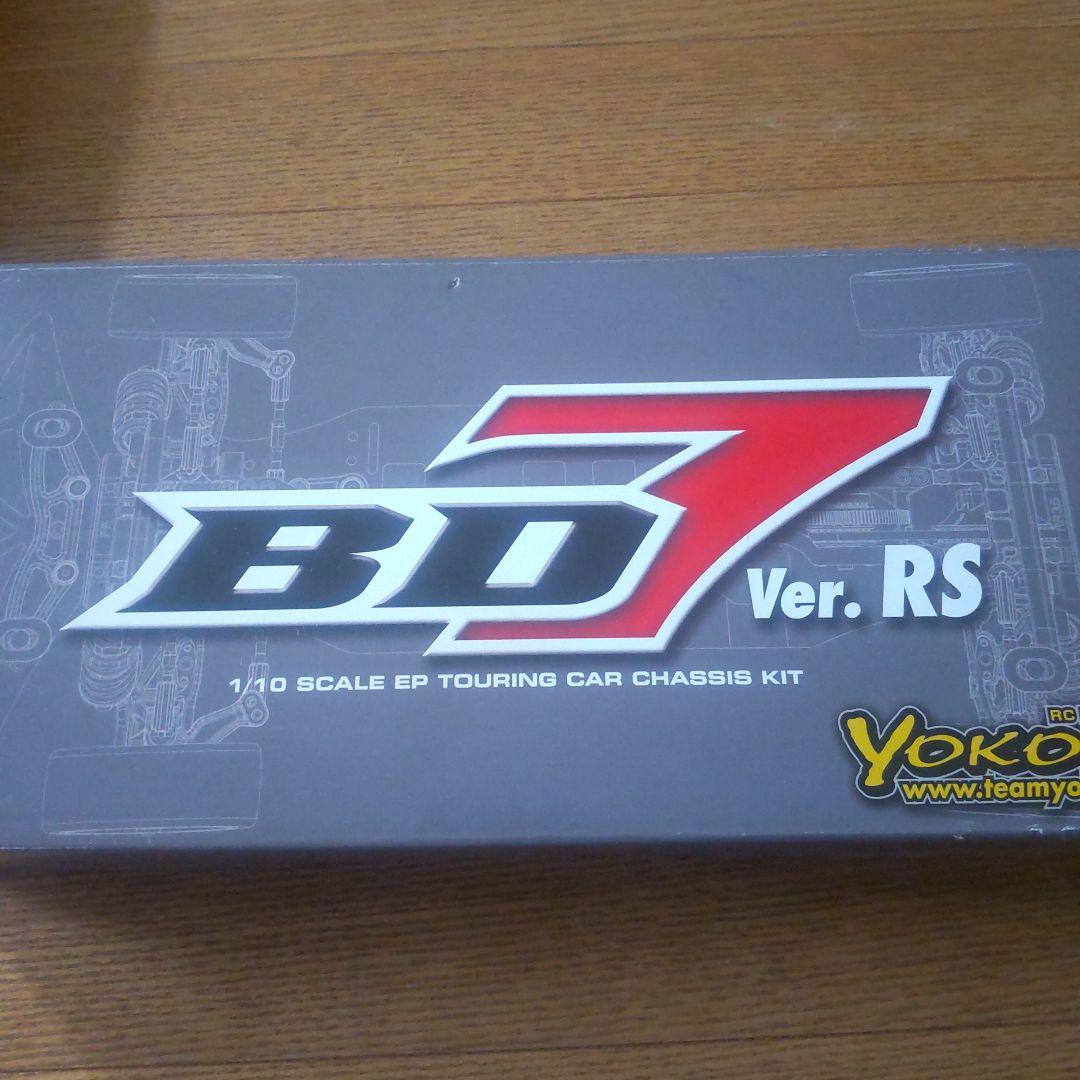 BD7 Ver. RS
1/10 SCALE EP TOURING CAR CHASSIS KIT
RC
YOKO
www.teamyo